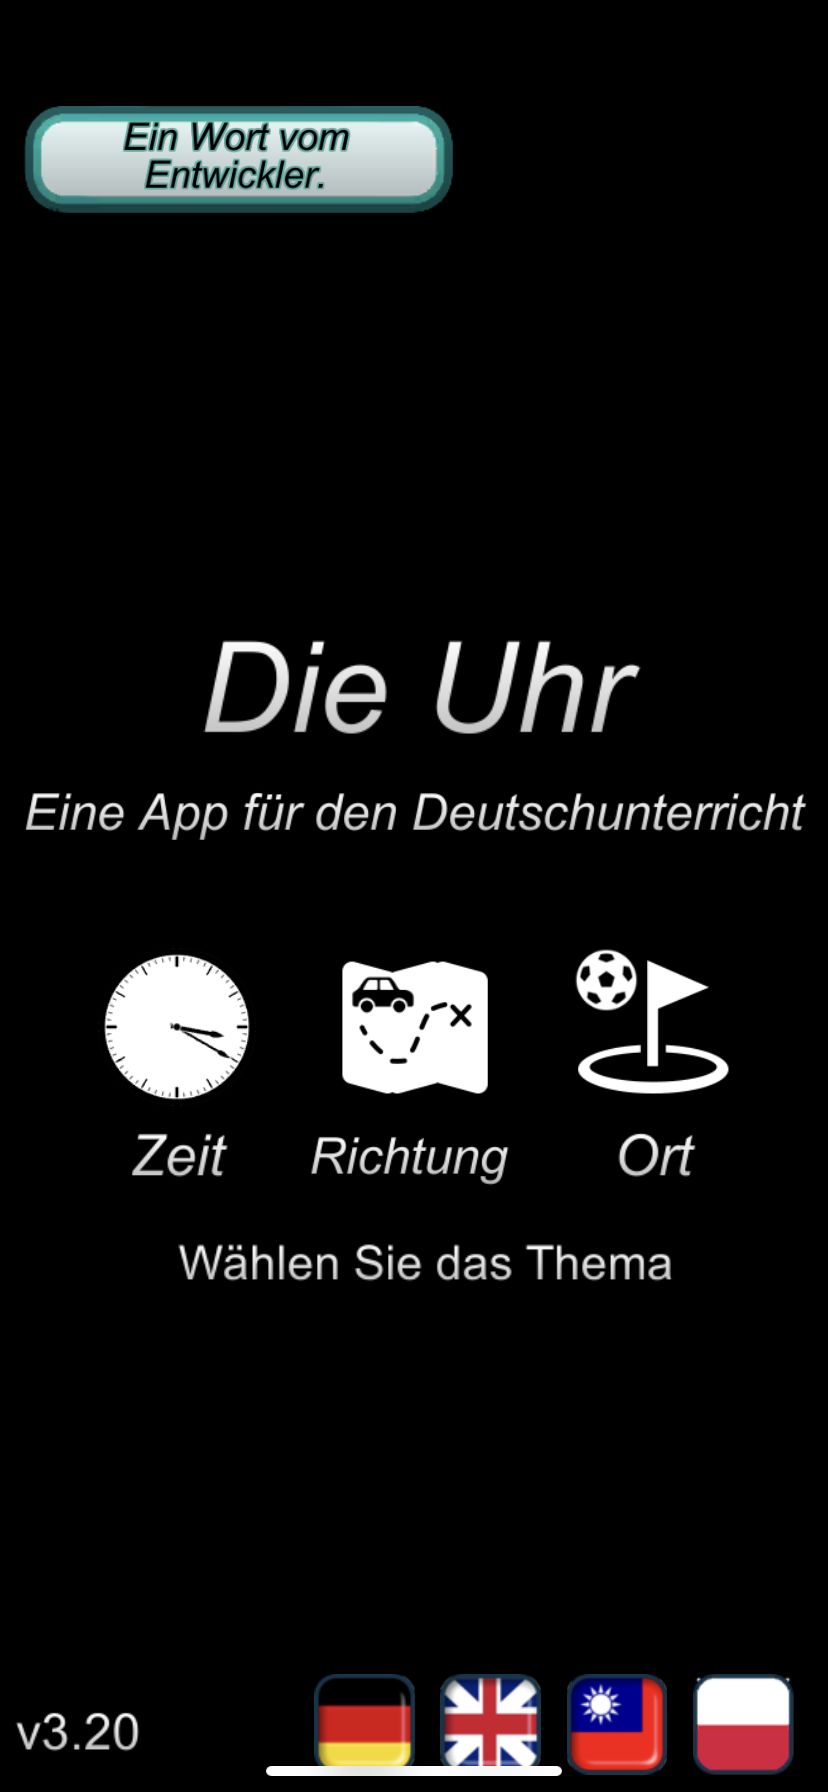 Ein Wort vom
Entwickler.
Die Uhr
Eine App für den Deutschunterricht
Zeit
Richtung
Ort
Wählen Sie das Thema
v3.20